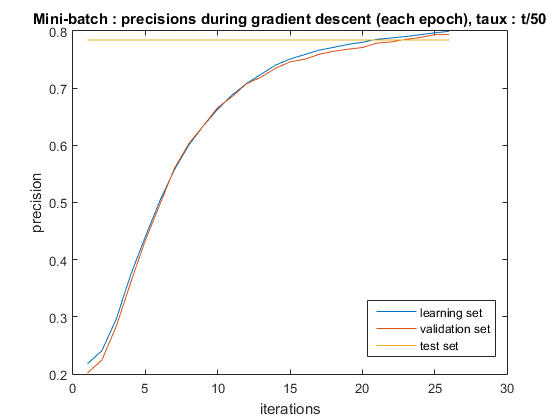 Mini-batch : precisions during gradient descent (each epoch), taux : t/50
0.8
0.7
0.6
0.5
0.4
0.3
0.2
precision
0 5 10 15 20 25 30
iterations
learning set
validation set
test set